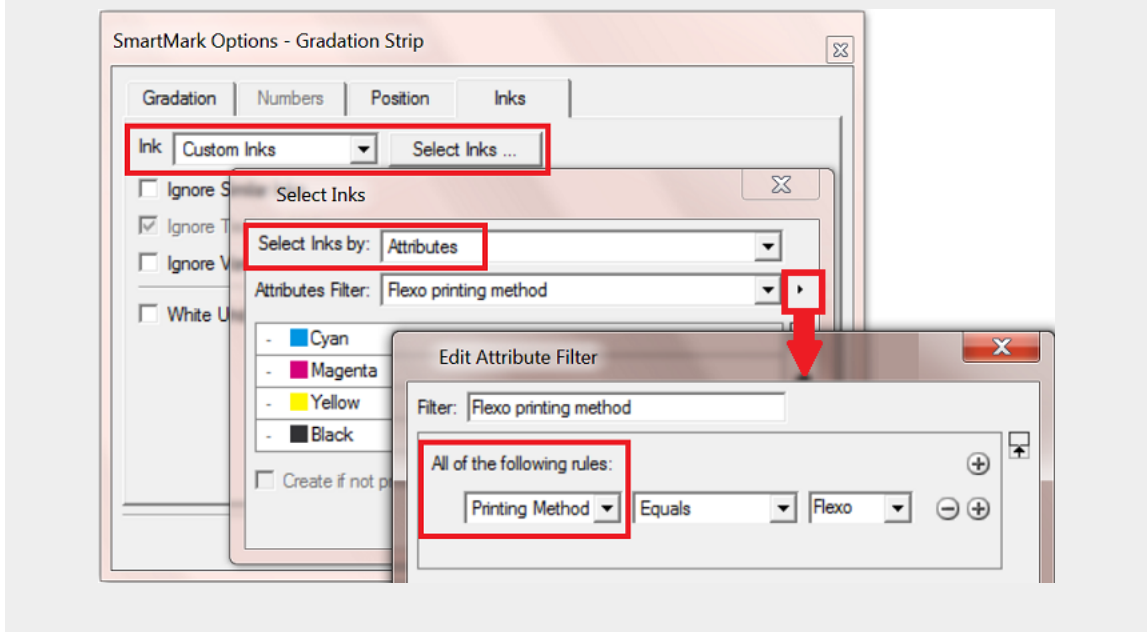 SmartMark Options - Gradation Strip
Gradation Numbers Position Inks
Ink Custom Inks Select Inks ...
Ignore S
Select Inks
Ignore T
Select Inks by: Attributes
Ignore V
Attributes Filter: Flexo printing method
White U
- Cyan
Edit Attribute Filter
- Magenta
- Yellow
Filter: Flexo printing method
- Black
All of the following rules:
Create if not p
Printing Method Equals Flexo